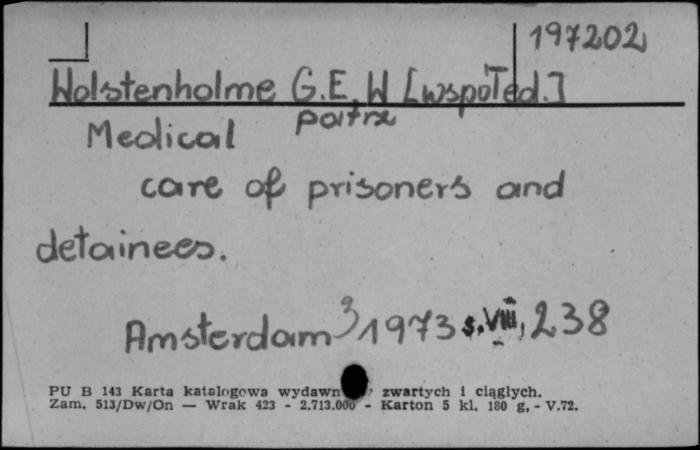 197202
Wolstenholme G.E.W [współed.]
patrz
Medical
care of prisoners and
detainees.
Amsterdam 1973 s.VIII, 238
PU B 143 Karta katalogowa wydawn zwartych i ciągłych.
Zam. 513/Dw/On — Wrak 423 - 2.713.000 - Karton 5 kl. 180 g, - V.72.